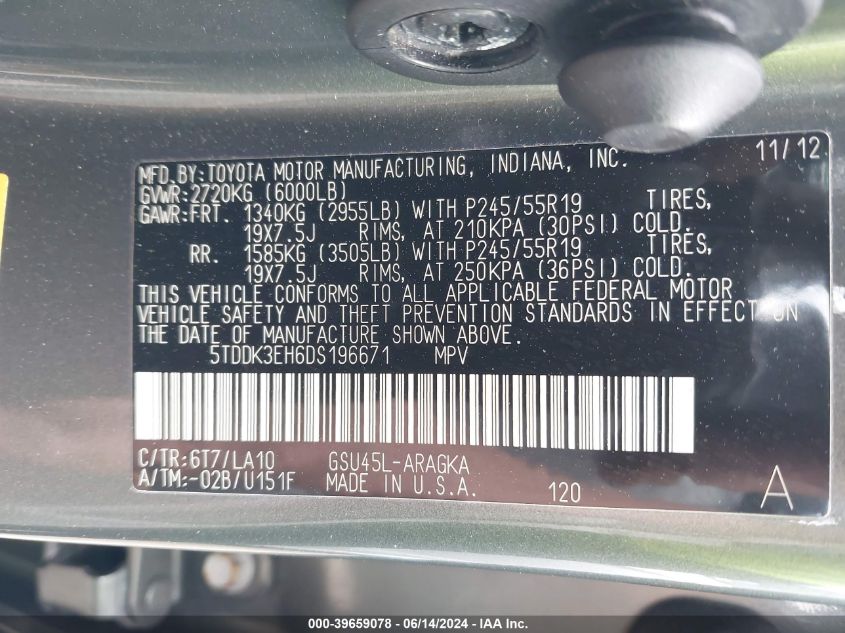 MFD.BY:TOYOTA MOTOR MANUFACTURING, INDIANA, INC. 11/12
GVWR:2720KG (6000LB)
GAWR:FRT. 1340KG (2955LB) WITH P245/55R19 TIRES,
19X7.5J RIMS, AT 210KPA (30PSI) COLD.
RR. 1585KG (3505LB) WITH P245/55R19 TIRES,
19X7.5J RIMS, AT 250KPA (36PSI) COLD.
THIS VEHICLE CONFORMS TO ALL APPLICABLE FEDERAL MOTOR
VEHICLE SAFETY AND THEFT PREVENTION STANDARDS IN EFFECT ON
THE DATE OF MANUFACTURE SHOWN ABOVE.
5TDDK3EH6DS196671 MPV
C/TR:6T7/LA10 GSU45L-ARAGKA
A/TM:-02B/U151F MADE IN U.S.A. 120 A
000-39659078 - 06/14/2024 - IAA Inc.